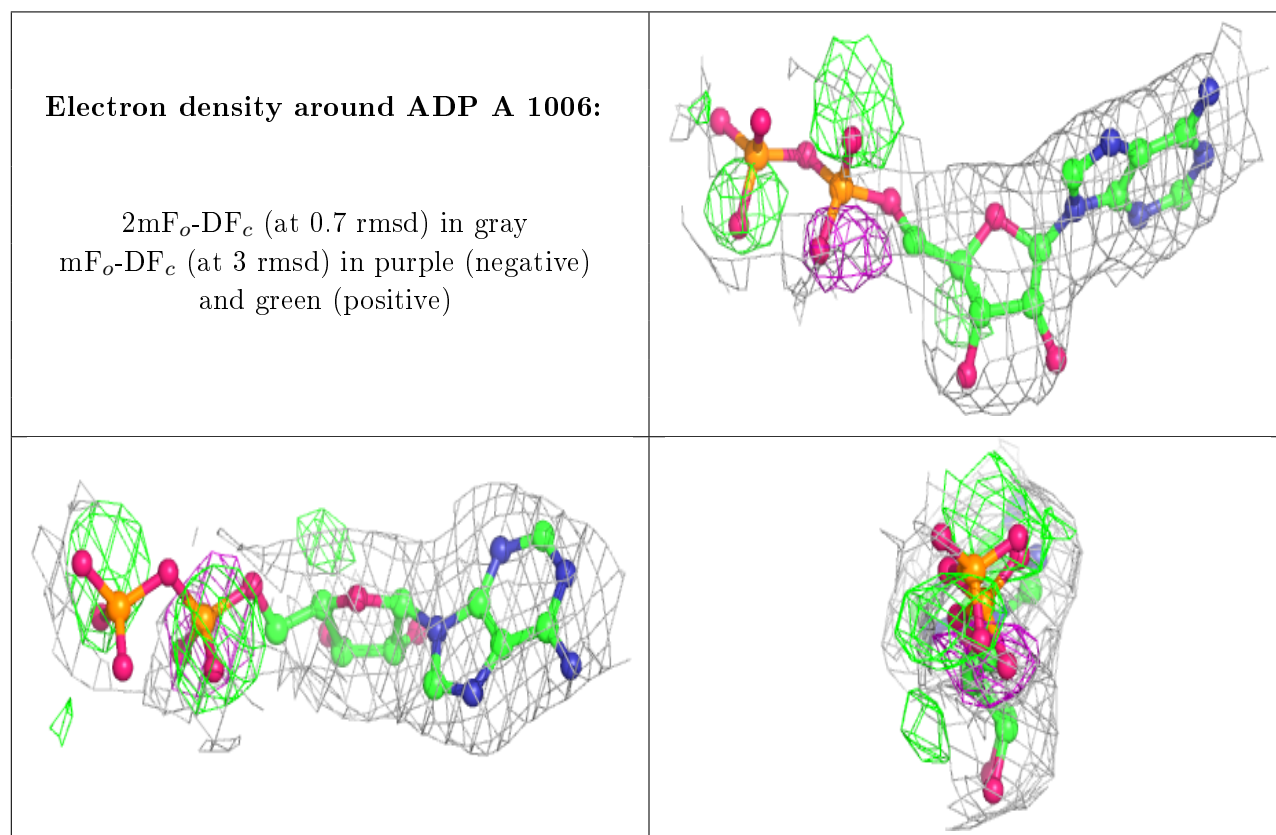 Electron density around ADP A 1006:
2mFo-DFc (at 0.7 rmsd) in gray
mFo-DFc (at 3 rmsd) in purple (negative)
and green (positive)